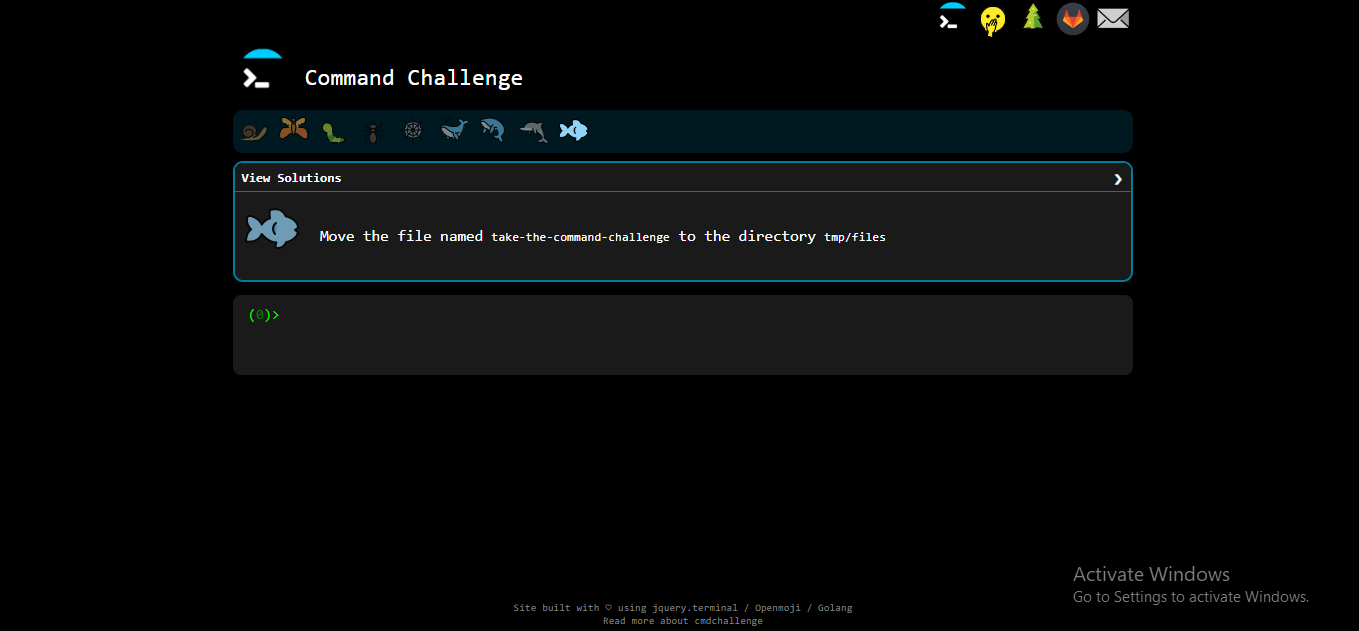 Command Challenge
View Solutions
Move the file named take-the-command-challenge to the directory tmp/files
(0)>
Activate Windows
Go to Settings to activate Windows.
Site built with ♡ using jquery.terminal / Openmoji / Golang
Read more about cmdchallenge